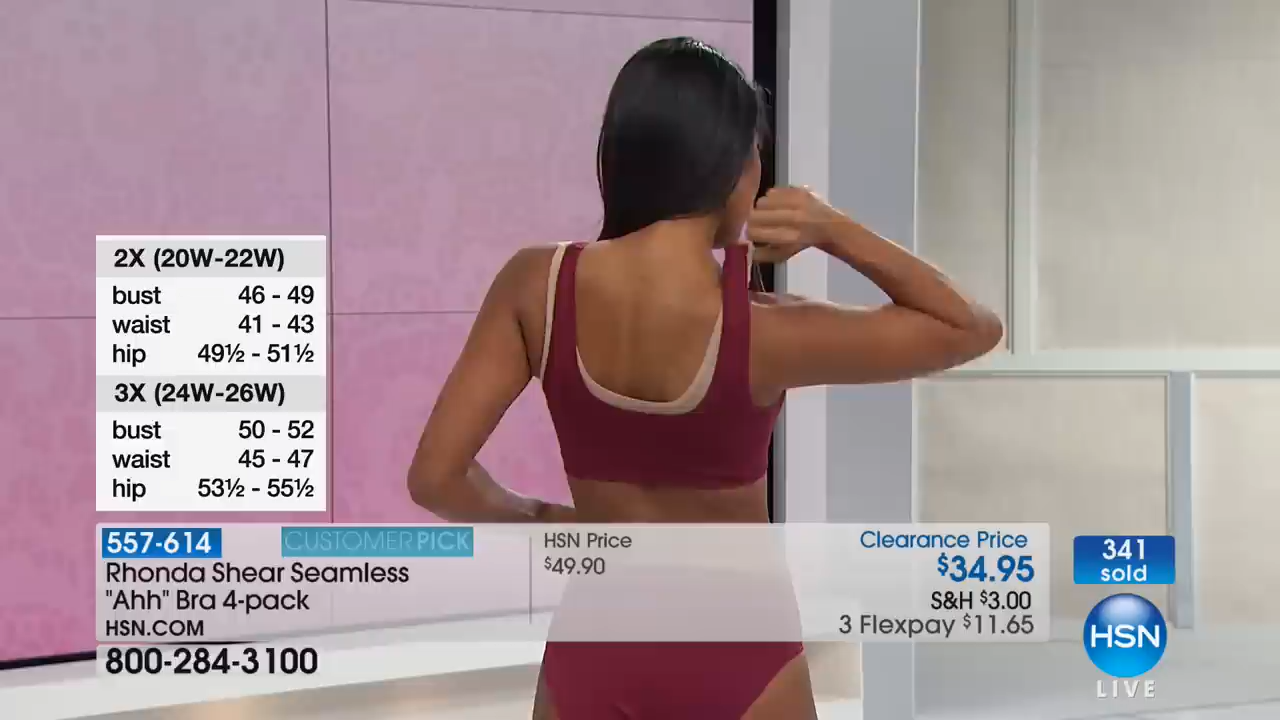 2X (20W-22W)
bust 46 - 49
waist 41 - 43
hip 49½ - 51½
3X (24W-26W)
bust 50 - 52
waist 45 - 47
hip 53½ - 55½
557-614 CUSTOMER PICK
Rhonda Shear Seamless
"Ahh" Bra 4-pack
HSN.COM
800-284-3100
HSN Price
$49.90
Clearance Price
$34.95
S&H $3.00
3 Flexpay $11.65
341
sold
HSN
LIVE